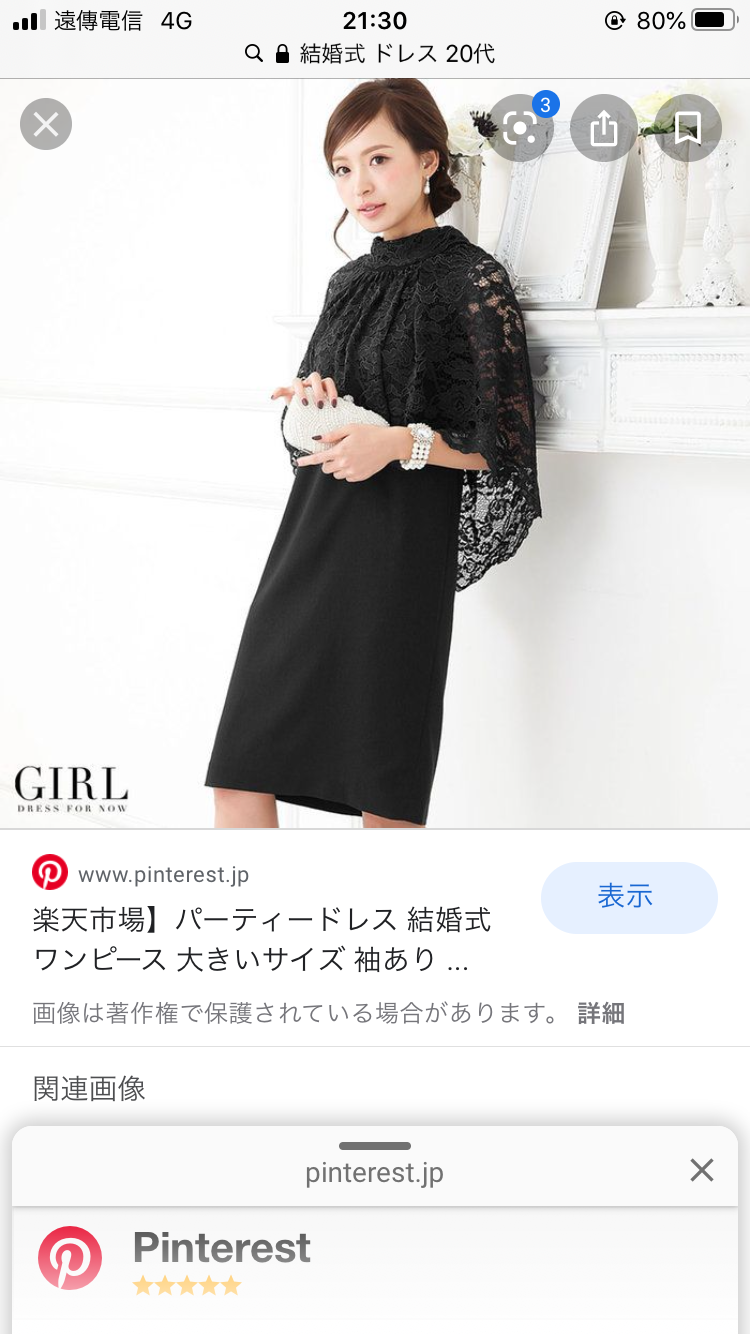 遠傳電信 4G 21:30 80%
結婚式 ドレス 20代
3
GIRL
DRESS FOR NOW
www.pinterest.jp
表示
楽天市場】パーティードレス 結婚式
ワンピース 大きいサイズ 袖あり ...
画像は著作権で保護されている場合があります。 詳細
関連画像
pinterest.jp
Pinterest